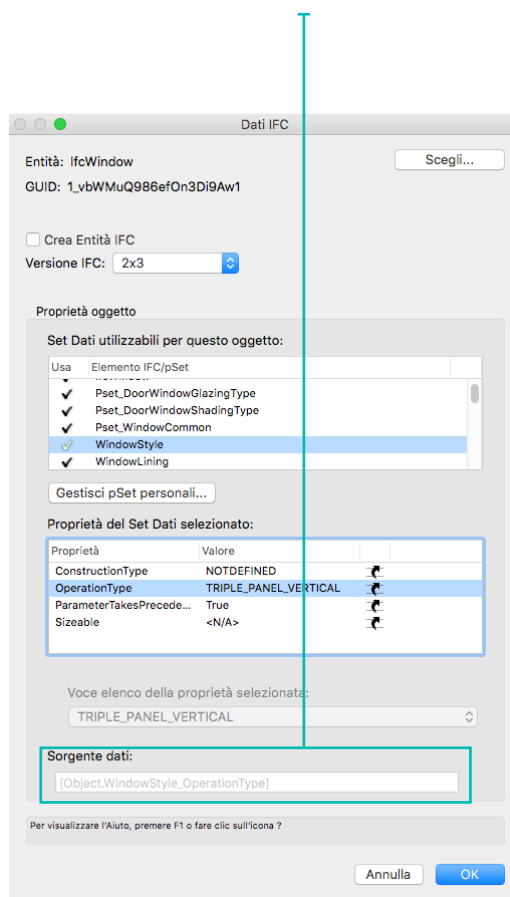 Dati IFC
Entità: IfcWindow
Scegli...
GUID: 1_vbWMuQ986efOn3Di9Aw1
Crea Entità IFC
Versione IFC: 2x3
Proprietà oggetto
Set Dati utilizzabili per questo oggetto:
Usa Elemento IFC/pSet
Pset_DoorWindowGlazingType
Pset_DoorWindowShadingType
Pset_WindowCommon
WindowStyle
WindowLining
Gestisci pSet personali...
Proprietà del Set Dati selezionato:
Proprietà Valore
ConstructionType NOTDEFINED
OperationType TRIPLE_PANEL_VERTICAL
ParameterTakesPrecede... True
Sizeable <N/A>
Voce elenco della proprietà selezionata:
TRIPLE_PANEL_VERTICAL
Sorgente dati:
[Object.WindowStyle_OperationType]
Per visualizzare l'Aiuto, premere F1 o fare clic sull'icona ?
Annulla OK